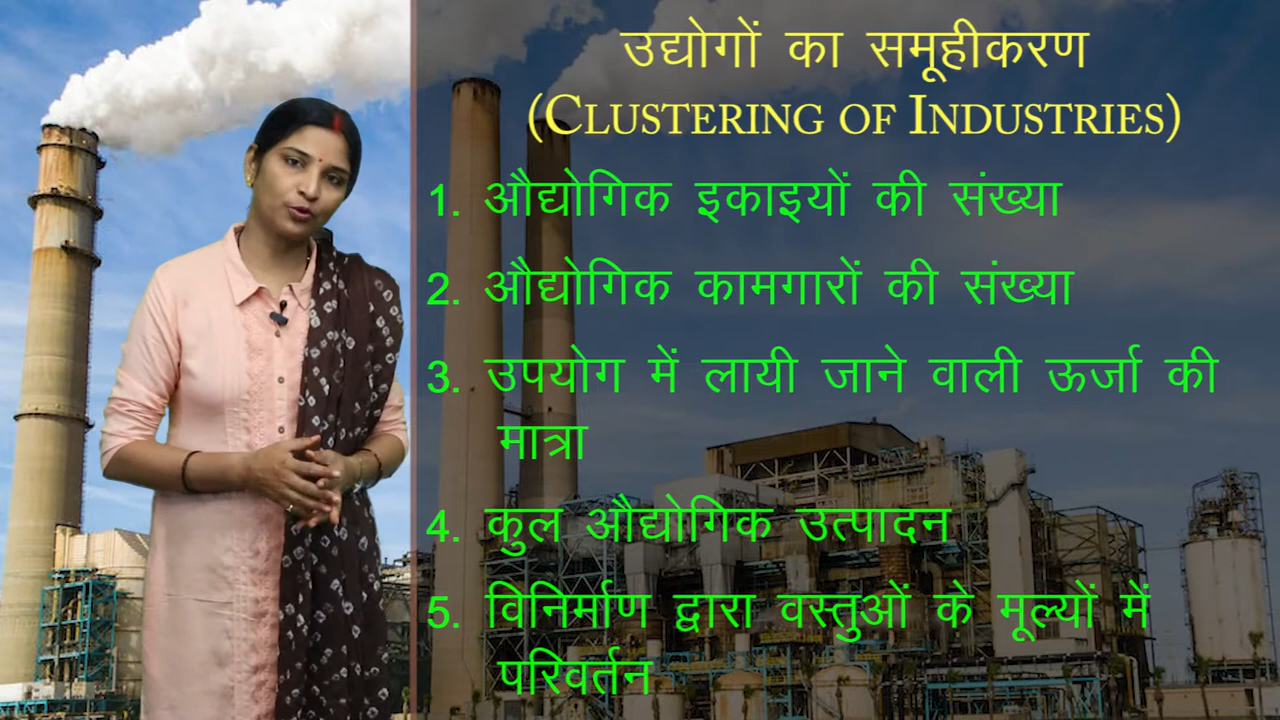 उद्योगों का समूहीकरण
(CLUSTERING OF INDUSTRIES)
1. औद्योगिक इकाइयों की संख्या
2. औद्योगिक कामगारों की संख्या
3. उपयोग में लायी जाने वाली ऊर्जा की
मात्रा
4. कुल औद्योगिक उत्पादन
5. विनिर्माण द्वारा वस्तुओं के मूल्यों में
परिवर्तन